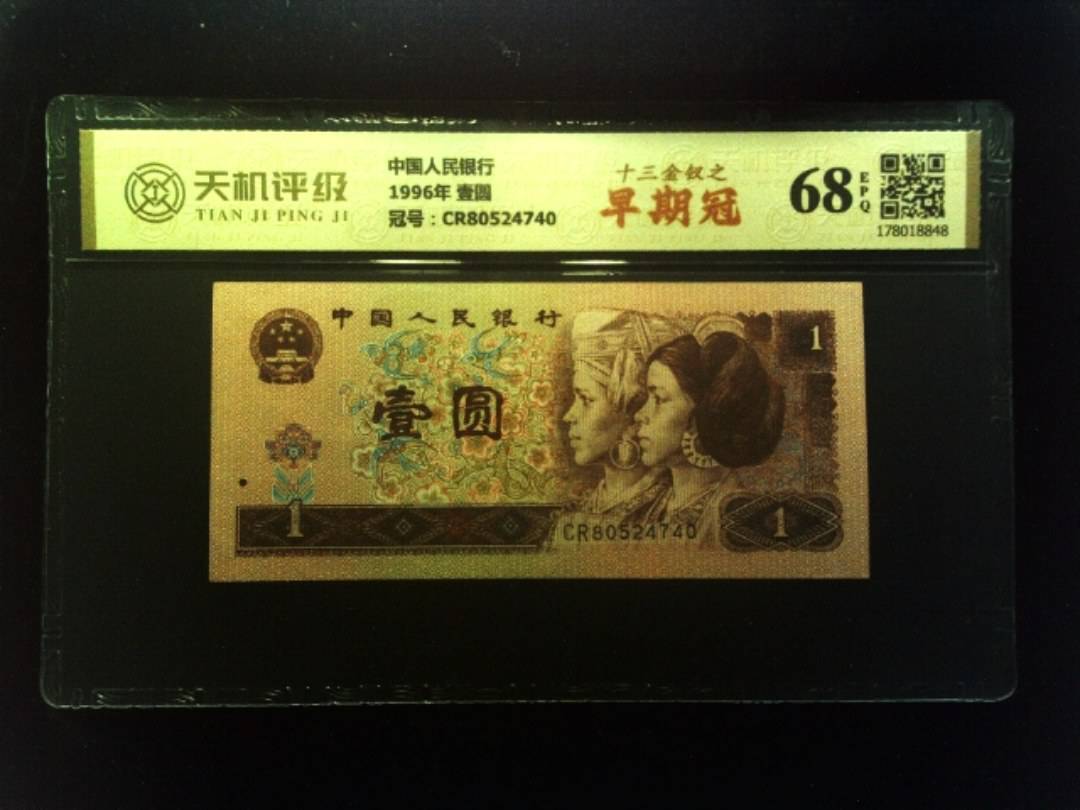 天机评级
TIAN JI PING JI
中国人民银行
1996年 壹圆
冠号：CR80524740
十三金钗之
早期冠
68
EPQ
178018848
中国人民银行
壹圆
1
1
CR80524740
1